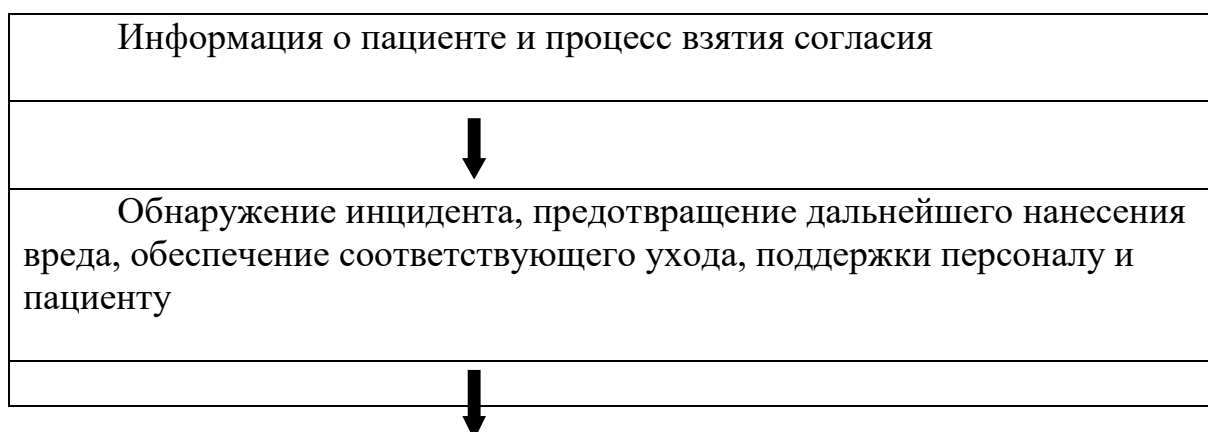 Информация о пациенте и процесс взятия согласия
Обнаружение инцидента, предотвращение дальнейшего нанесения
вреда, обеспечение соответствующего ухода, поддержки персоналу и
пациенту